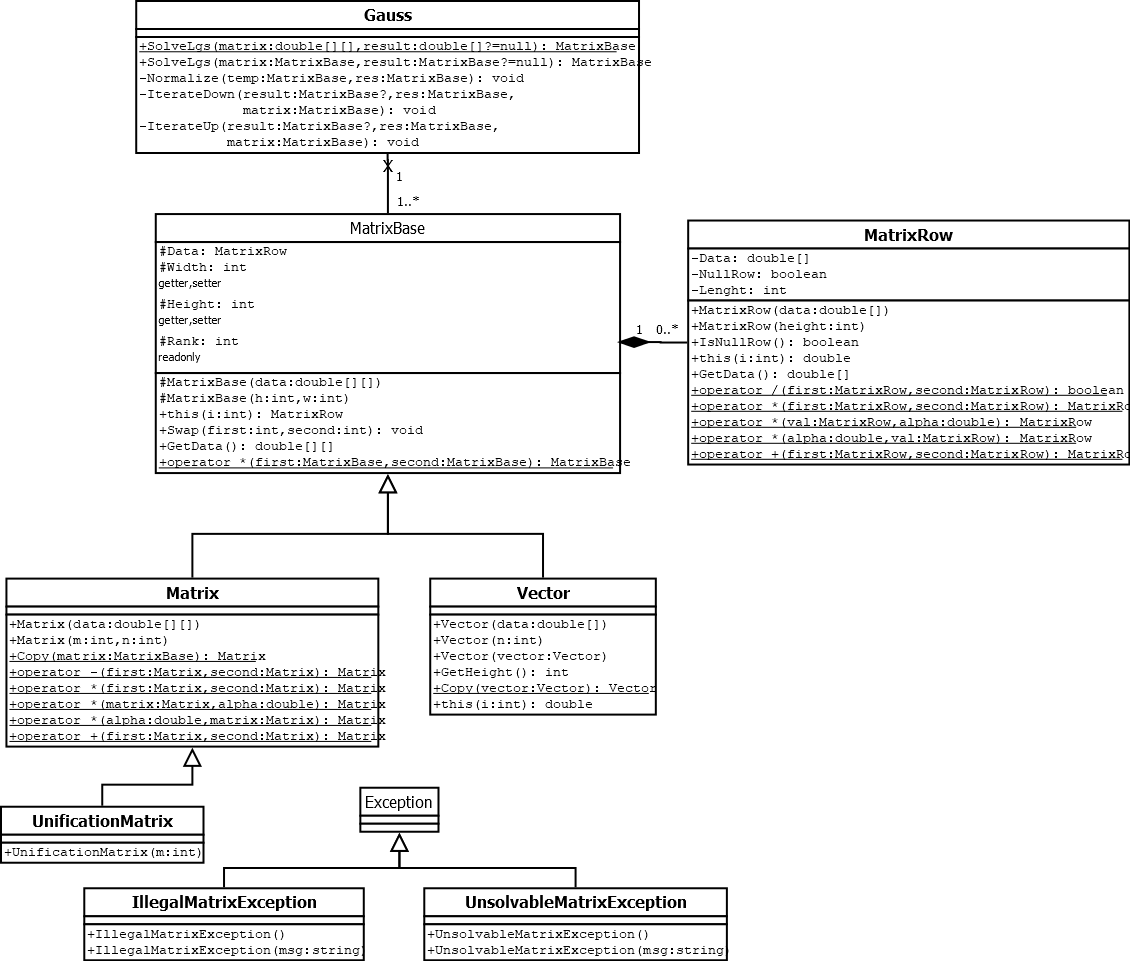 Gauss
+SolveLgs(matrix:double[][],result:double[]?=null): MatrixBase
+SolveLgs(matrix:MatrixBase,result:MatrixBase?=null): MatrixBase
-Normalize(temp:MatrixBase,res:MatrixBase): void
-IterateDown(result:MatrixBase?,res:MatrixBase,
matrix:MatrixBase): void
-IterateUp(result:MatrixBase?,res:MatrixBase,
matrix:MatrixBase): void
X
1
1..*
MatrixBase
#Data: MatrixRow
#Width: int
getter,setter
#Height: int
getter,setter
#Rank: int
readonly
#MatrixBase(data:double[][])
#MatrixBase(h:int,w:int)
+this(i:int): MatrixRow
+Swap(first:int,second:int): void
+GetData(): double[][]
+operator *(first:MatrixBase,second:MatrixBase): MatrixBase
1 0..*
MatrixRow
-Data: double[]
-NullRow: boolean
-Lenght: int
+MatrixRow(data:double[])
+MatrixRow(height:int)
+IsNullRow(): boolean
+this(i:int): double
+GetData(): double[]
+operator /(first:MatrixRow,second:MatrixRow): boolean
+operator *(first:MatrixRow,second:MatrixRow): MatrixRo
+operator *(val:MatrixRow,alpha:double): MatrixRow
+operator *(alpha:double,val:MatrixRow): MatrixRow
+operator +(first:MatrixRow,second:MatrixRow): MatrixRo
Matrix
+Matrix(data:double[][])
+Matrix(m:int,n:int)
+Copy(matrix:MatrixBase): Matrix
+operator -(first:Matrix,second:Matrix): Matrix
+operator *(first:Matrix,second:Matrix): Matrix
+operator *(matrix:Matrix,alpha:double): Matrix
+operator *(alpha:double,matrix:Matrix): Matrix
+operator +(first:Matrix,second:Matrix): Matrix
Vector
+Vector(data:double[])
+Vector(n:int)
+Vector(vector:Vector)
+GetHeight(): int
+Copy(vector:Vector): Vector
+this(i:int): double
UnificationMatrix
+UnificationMatrix(m:int)
Exception
IllegalMatrixException
+IllegalMatrixException()
+IllegalMatrixException(msg:string)
UnsolvableMatrixException
+UnsolvableMatrixException()
+UnsolvableMatrixException(msg:string)